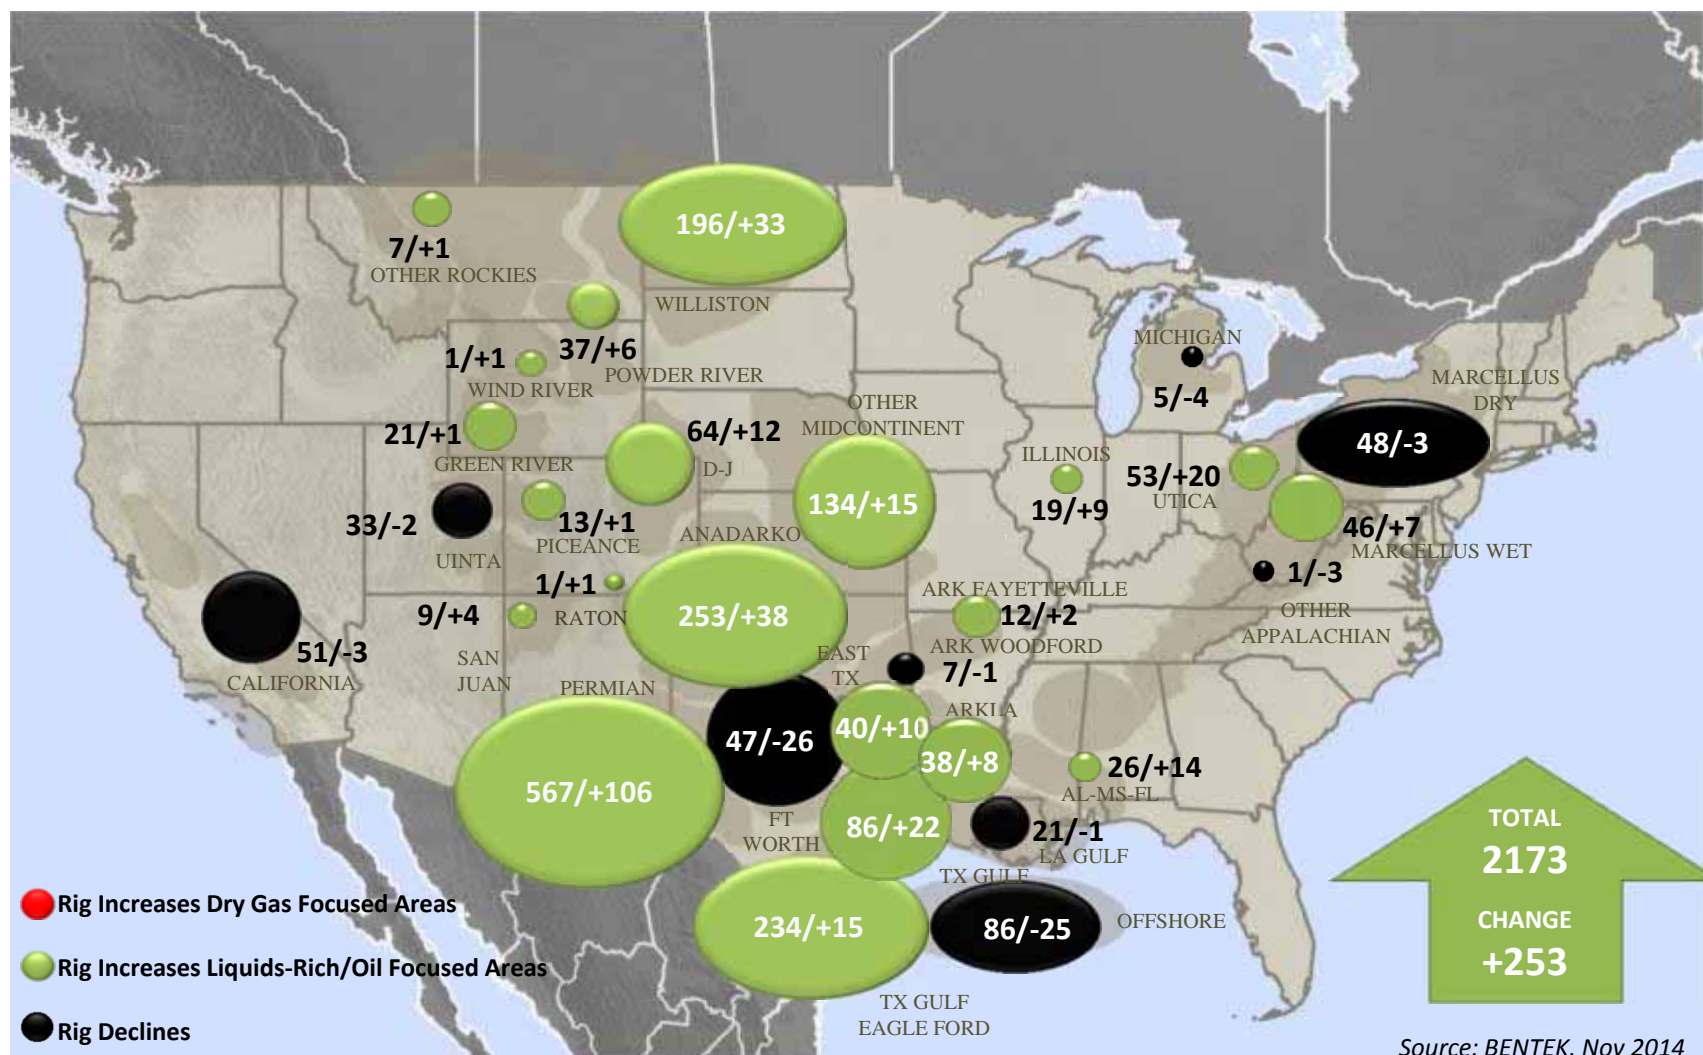 196/+33
7/+1
OTHER ROCKIES
WILLISTON
37/+6
1/+1
POWDER RIVER
WIND RIVER
MICHIGAN
5/-4
MARCELLUS
DRY
48/-3
OTHER
MIDCONTINENT
64/+12
D-J
21/+1
GREEN RIVER
ILLINOIS
19/+9
53/+20
UTICA
134/+15
33/-2
UINTA
13/+1
PICEANCE
ANADARKO
46/+7
MARCELLUS WET
1/+1
RATON
1/-3
OTHER
APPALACHIAN
ARK FAYETTEVILLE
12/+2
9/+4
SAN
JUAN
253/+38
ARK WOODFORD
7/-1
51/-3
CALIFORNIA
EAST
TX
PERMIAN
ARKLA
40/+10
47/-26
38/+8
26/+14
AL-MS-FL
567/+106
FT
WORTH
86/+22
21/-1
LA GULF
TX GULF
TOTAL
2173
CHANGE
+253
234/+15
86/-25
OFFSHORE
TX GULF
EAGLE FORD
Rig Increases Dry Gas Focused Areas
Rig Increases Liquids-Rich/Oil Focused Areas
Rig Declines
Source: BENTEK, Nov 2014